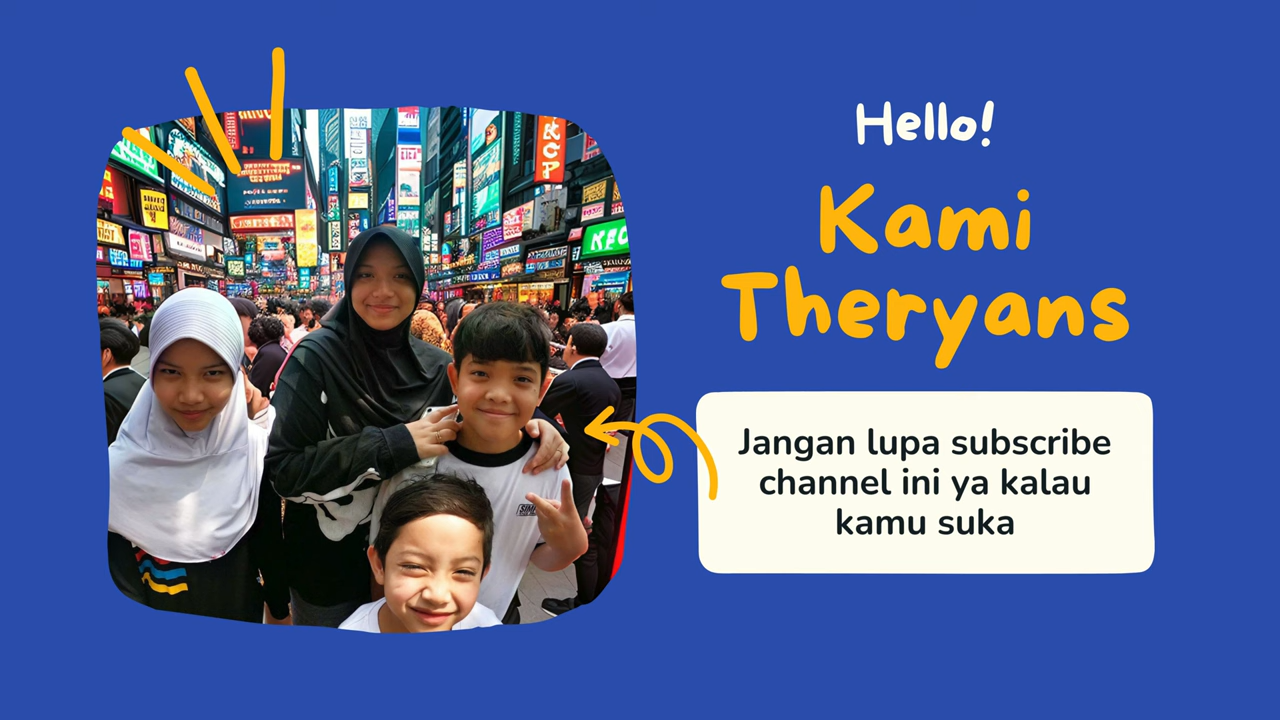 Hello!
Kami
Theryans
Jangan lupa subscribe
channel ini ya kalau
kamu suka